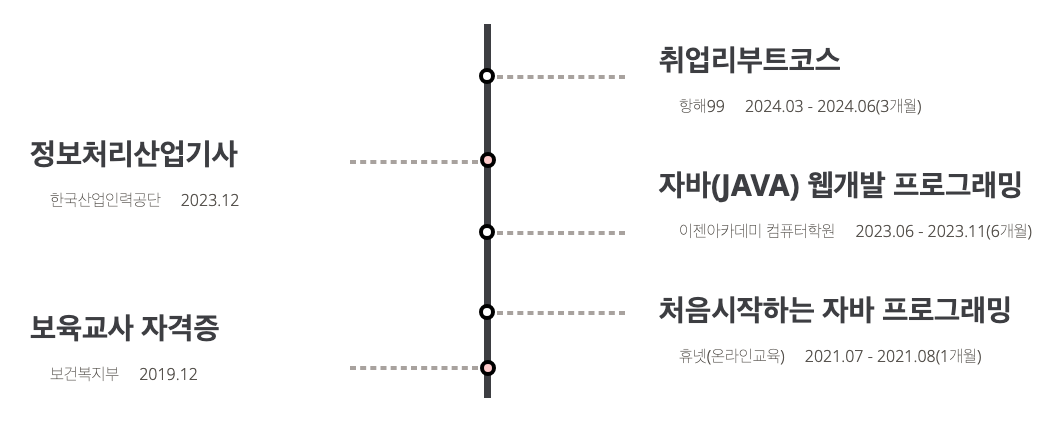 취업리부트코스
항해99 2024.03 - 2024.06(3개월)
정보처리산업기사
한국산업인력공단 2023.12
자바(JAVA) 웹개발 프로그래밍
이젠아카데미 컴퓨터학원 2023.06 - 2023.11(6개월)
처음시작하는 자바 프로그래밍
휴넷(온라인교육) 2021.07 - 2021.08(1개월)
보육교사 자격증
보건복지부 2019.12